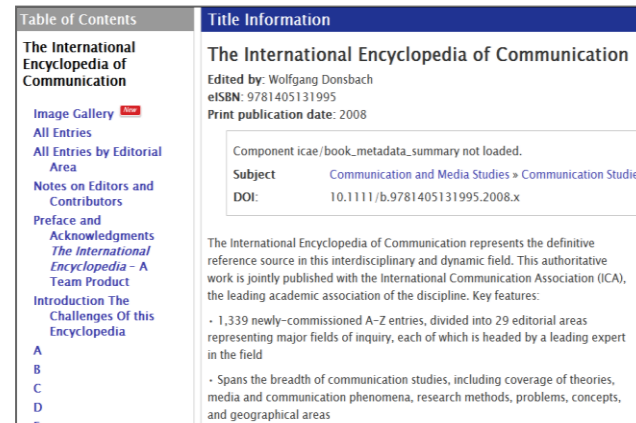 Table of Contents
The International
Encyclopedia of
Communication
Image Gallery New
All Entries
All Entries by Editorial
Area
Notes on Editors and
Contributors
Preface and
Acknowledgments
The International
Encyclopedia – A
Team Product
Introduction The
Challenges Of this
Encyclopedia
A
B
C
D
Title Information
The International Encyclopedia of Communication
Edited by: Wolfgang Donsbach
eISBN: 9781405131995
Print publication date: 2008
Component icae/book_metadata_summary not loaded.
Subject Communication and Media Studies » Communication Studie
DOI: 10.1111/b.9781405131995.2008.x
The International Encyclopedia of Communication represents the definitive
reference source in this interdisciplinary and dynamic field. This authoritative
work is jointly published with the International Communication Association (ICA),
the leading academic association of the discipline. Key features:
• 1,339 newly-commissioned A-Z entries, divided into 29 editorial areas
representing major fields of inquiry, each of which is headed by a leading expert
in the field
• Spans the breadth of communication studies, including coverage of theories,
media and communication phenomena, research methods, problems, concepts,
and geographical areas